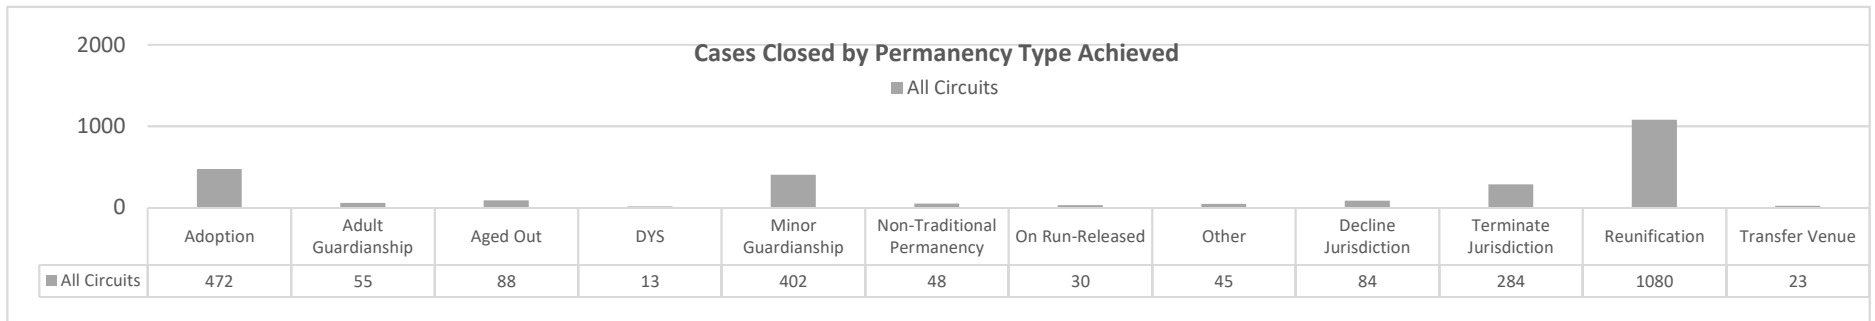 Cases Closed by Permanency Type Achieved
All Circuits
2000
1000
0
Adoption
Adult
Guardianship
Aged Out
DYS
Minor
Guardianship
Non-Traditional
Permanency
On Run-Released
Other
Decline
Jurisdiction
Terminate
Jurisdiction
Reunification
Transfer Venue
All Circuits 472 55 88 13 402 48 30 45 84 284 1080 23